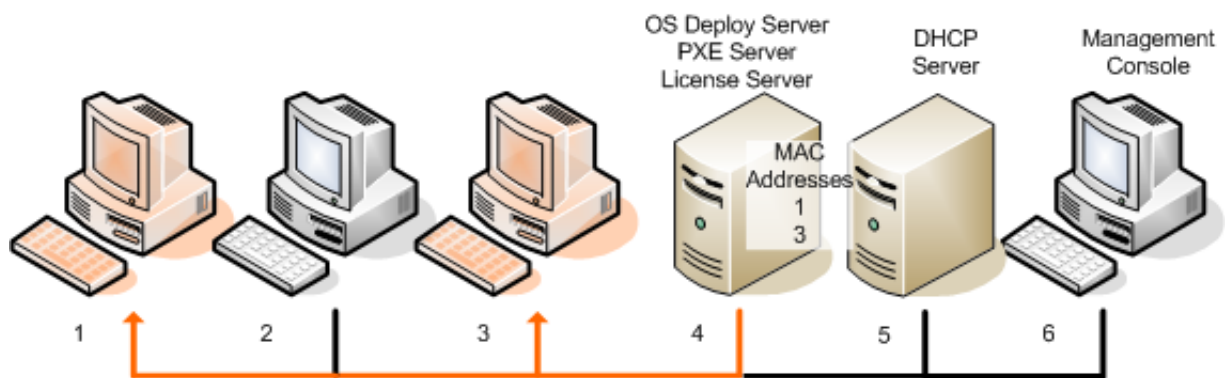 OS Deploy Server
PXE Server
License Server
DHCP
Server
Management
Console
MAC
Addresses
1
3
1
2
3
4
5
6